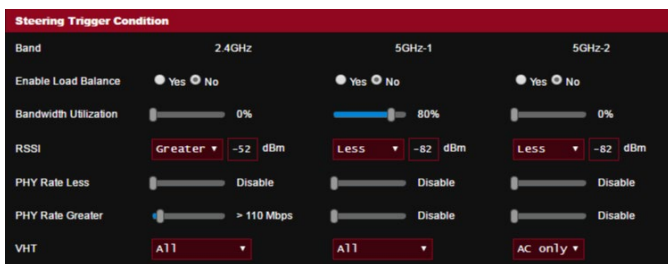 Steering Trigger Condition
Band 2.4GHz 5GHz-1 5GHz-2
Enable Load Balance Yes No Yes No Yes No
Bandwidth Utilization 0% 80% 0%
RSSI Greater -52 dBm Less -82 dBm Less -82 dBm
PHY Rate Less Disable Disable Disable
PHY Rate Greater > 110 Mbps Disable Disable
VHT All All AC only